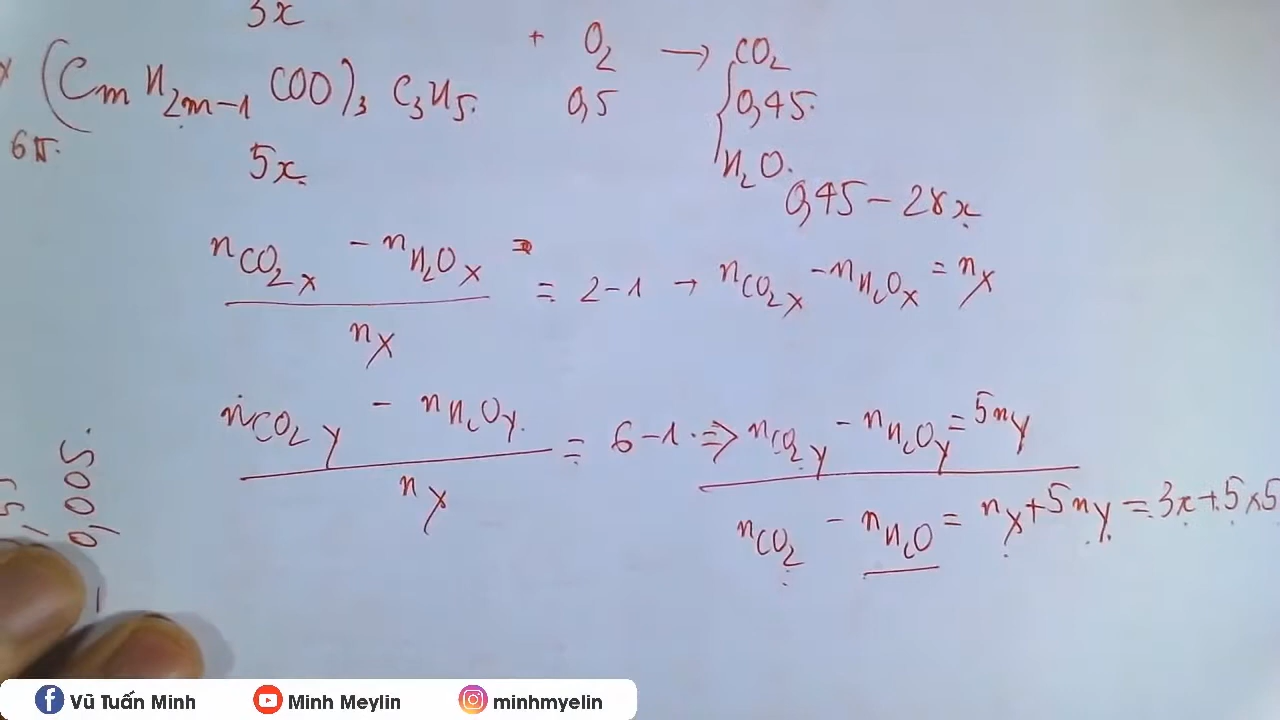 3x
(CmH2m-1COO)3C3H5. + O2 → CO2
6π. 0,5 0,45.
5x. H2O.
0,45 - 28x
nCO2X - nH2OX = / nX = 2-1 → nCO2X - nH2OX = nX
nCO2Y - nH2OY. / nY = 6-1. => nCO2Y - nH2OY = 5nY
nCO2 - nH2O = nX + 5nY = 3x + 5x5
0,005
Vũ Tuấn Minh
Minh Meylin
minhmyelin